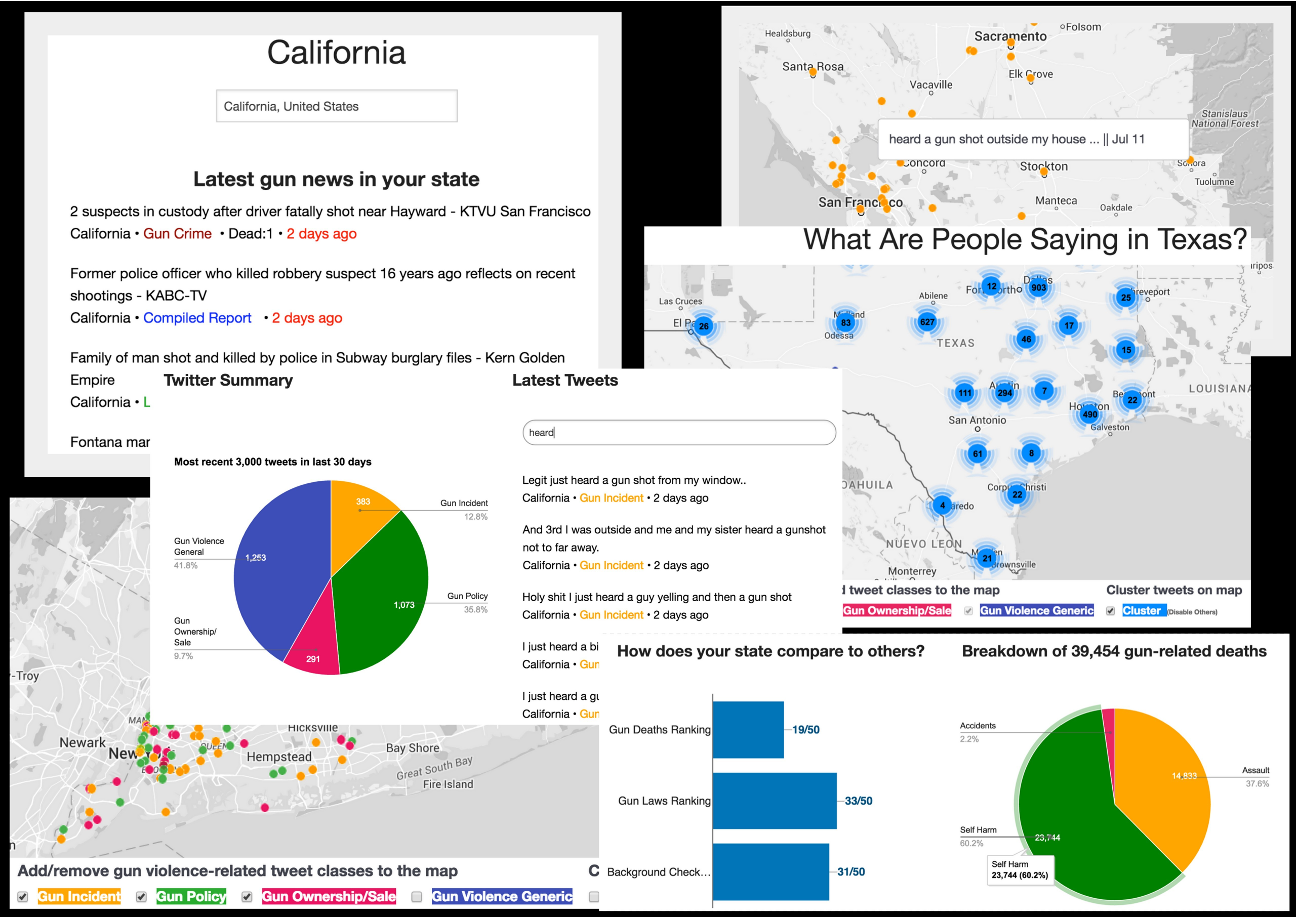 California
California, United States
Latest gun news in your state
2 suspects in custody after driver fatally shot near Hayward - KTVU San Francisco
California • Gun Crime • Dead:1 • 2 days ago
Former police officer who killed robbery suspect 16 years ago reflects on recent
shootings - KABC-TV
California • Compiled Report • 2 days ago
Family of man shot and killed by police in Subway burglary files - Kern Golden
Empire
California • L
Fontana mar
Healdsburg
Folsom
Sacramento
Santa Rosa
Elk Grove
Vacaville
Stanislaus
National Forest
heard a gun shot outside my house ... || Jul 11
Concord
Stockton
Sonora
Tuolumne
San Francisco
Manteca
Oakdale
What Are People Saying in Texas?
ripos
Las Cruces
El P
26
Midland
83
Odessa
Abilene
627
Fort Worth
12
Dallas
903
25
Shreveport
TEXAS
46
17
15
LOUISIANA
111
Austin
294
7
Beaumont
22
Houston
490
Galveston
San Antonio
61
8
OAHUILA
Corpus Christi
22
4
Laredo
NUEVO LEON
21
Brownsville
Monterrey
d tweet classes to the map
Cluster tweets on map
Gun Ownership/Sale
Gun Violence Generic
Cluster (Disable Others)
Twitter Summary
Most recent 3,000 tweets in last 30 days
383
Gun Incident
12.8%
Gun Violence
General
41.8%
1,253
1,073
Gun Policy
35.8%
Gun
Ownership/
Sale
9.7%
291
Latest Tweets
heard
Legit just heard a gun shot from my window..
California • Gun Incident • 2 days ago
And 3rd I was outside and me and my sister heard a gunshot
not to far away.
California • Gun Incident • 2 days ago
Holy shit I just heard a guy yelling and then a gun shot
California • Gun Incident • 2 days ago
I just heard a bi
California • Gun
I just heard a gu
California • Gun
-Troy
Newark
New York
MAN
QUEENS
Hicksville
Hempstead
Bay Shore
Great South Bay
Fire Island
Add/remove gun violence-related tweet classes to the map
C
Gun Incident
Gun Policy
Gun Ownership/Sale
Gun Violence Generic
How does your state compare to others?
Gun Deaths Ranking
19/50
Gun Laws Ranking
33/50
Background Check...
31/50
Breakdown of 39,454 gun-related deaths
Accidents
2.2%
14,833
Assault
37.6%
Self Harm
60.2%
23,744
Self Harm
23,744 (60.2%)